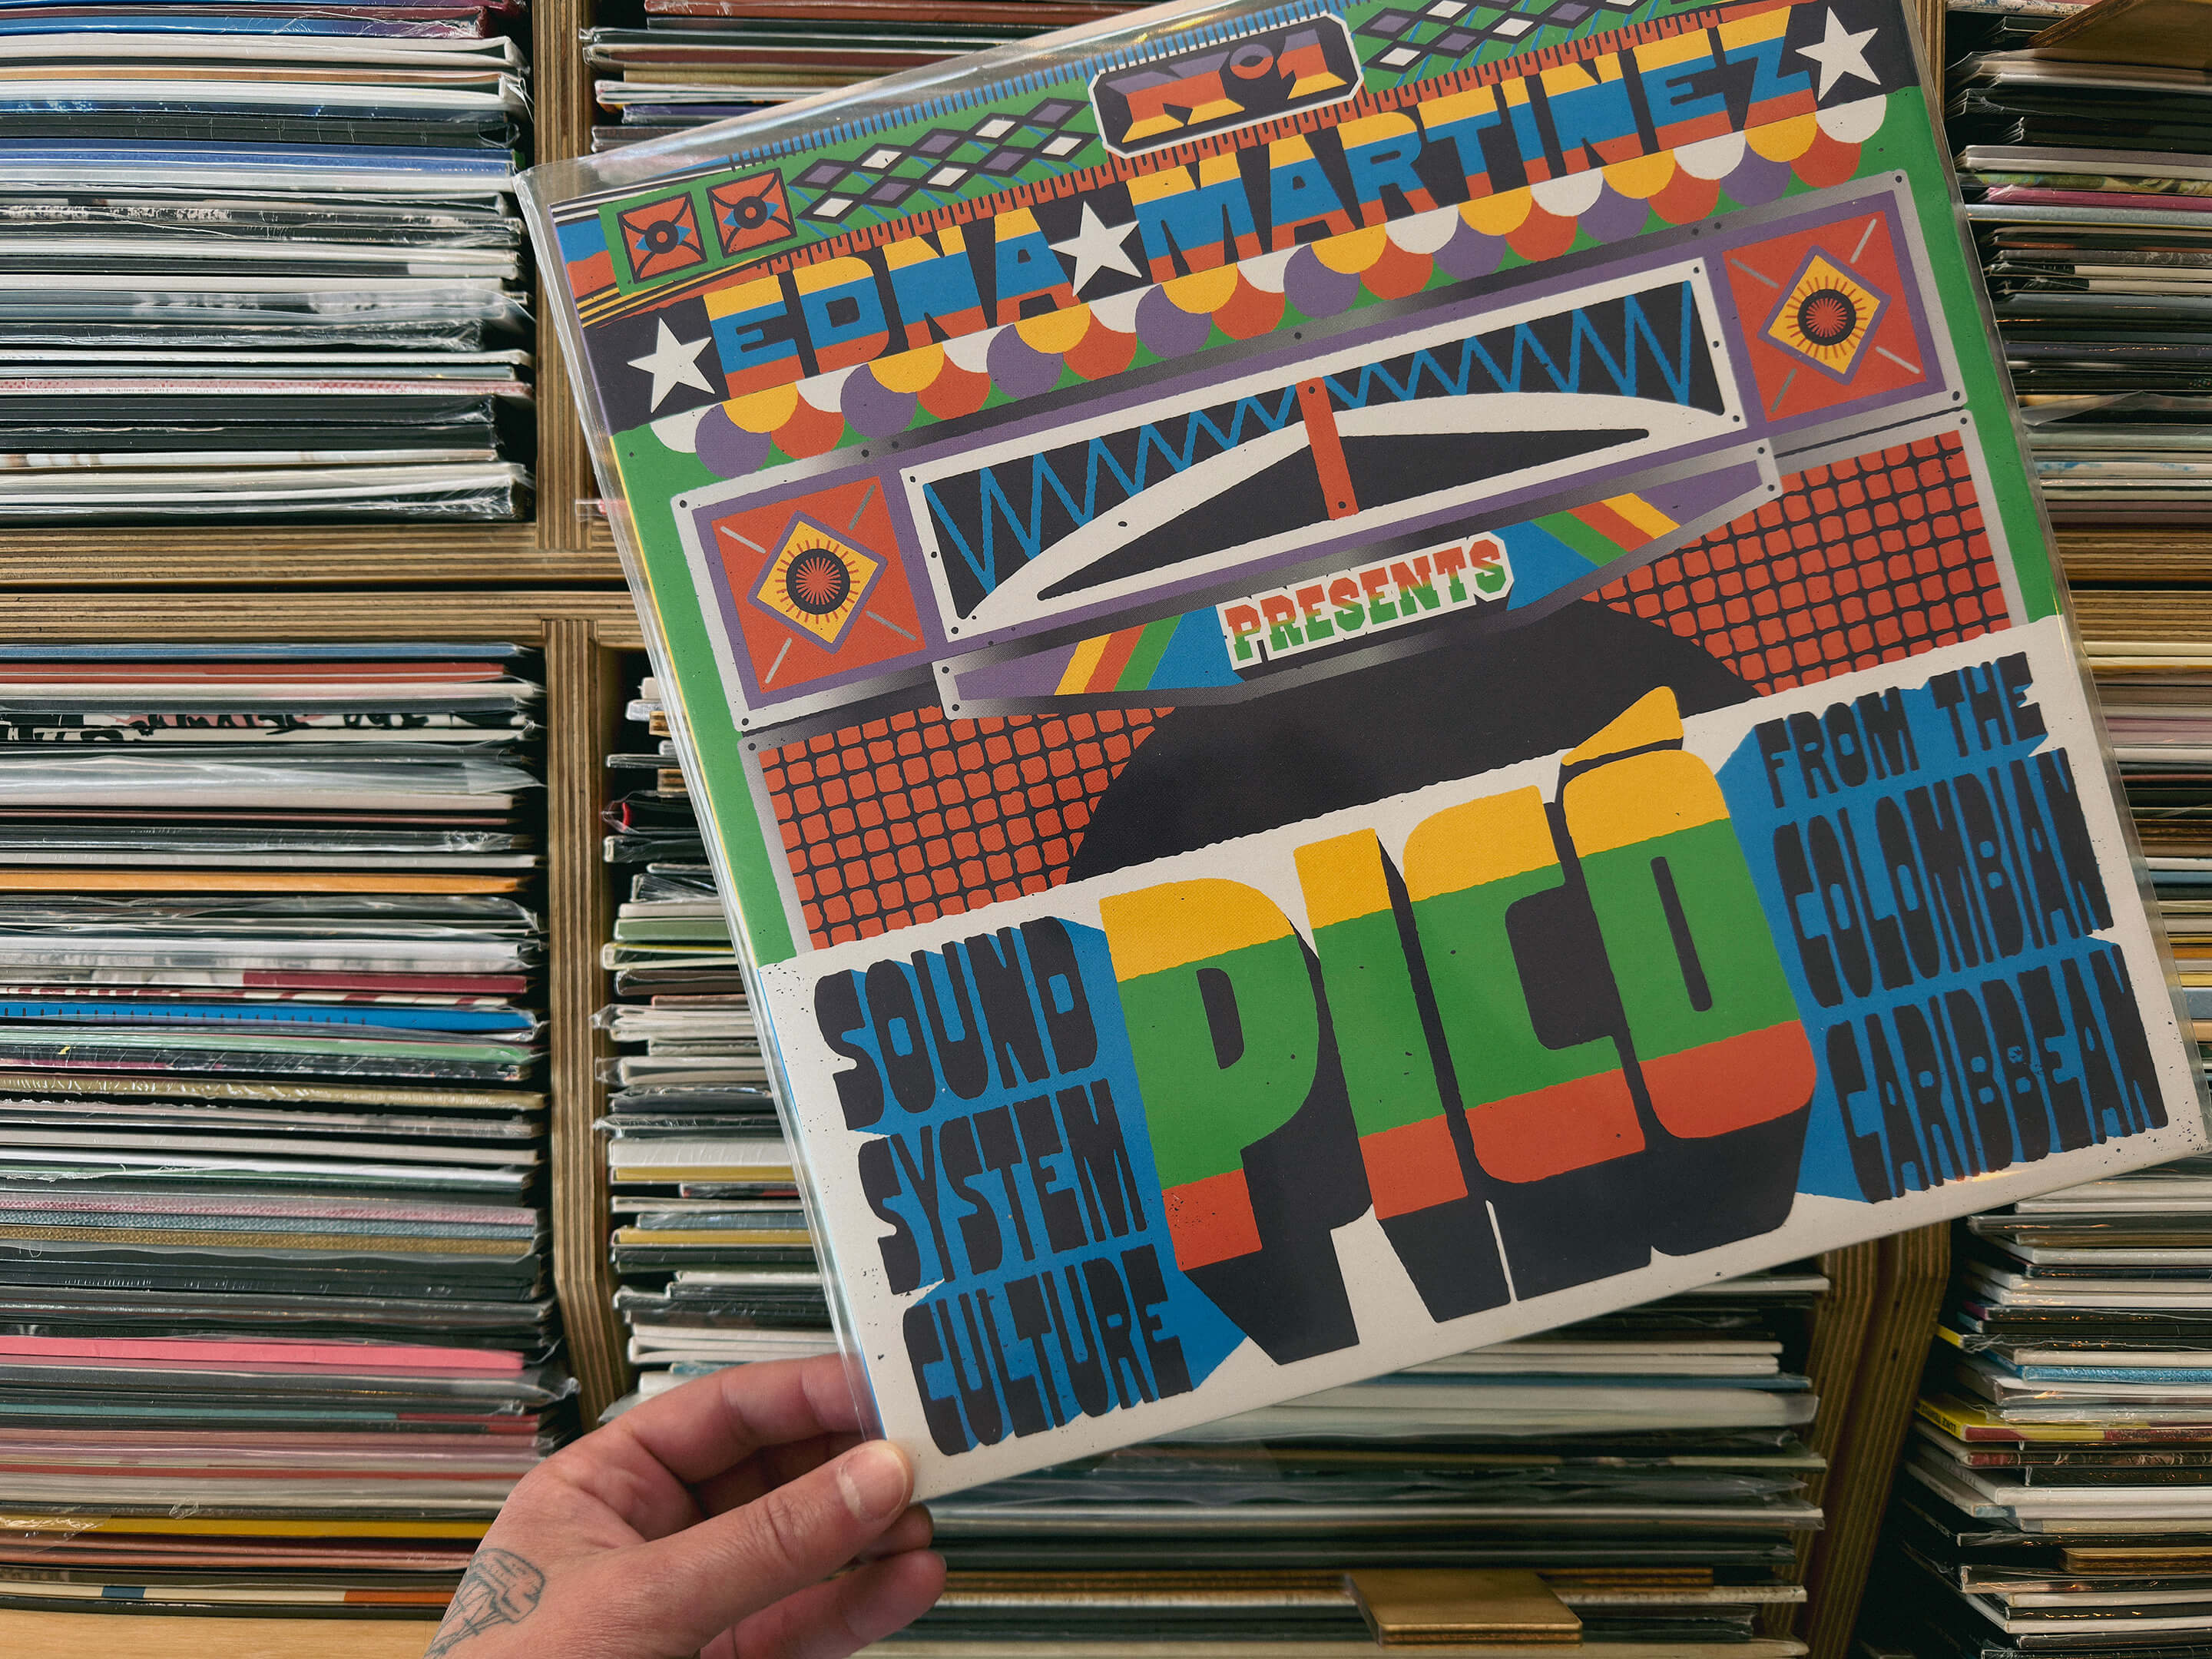 Nº1
EDNA ★ MARTINEZ
PRESENTS
SOUND
SYSTEM
CULTURE
PICÓ
FROM THE
COLOMBIAN
CARIBBEAN